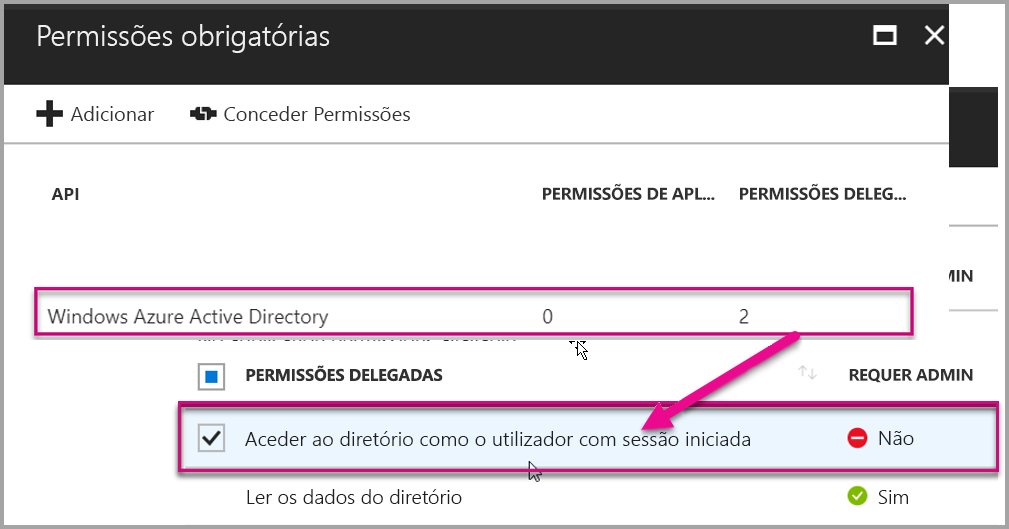 Permissões obrigatórias
Adicionar Conceder Permissões
API PERMISSÕES DE APL... PERMISSÕES DELEG...
Windows Azure Active Directory 0 2
PERMISSÕES DELEGADAS REQUER ADMIN
Aceder ao diretório como o utilizador com sessão iniciada Não
Ler os dados do diretório Sim